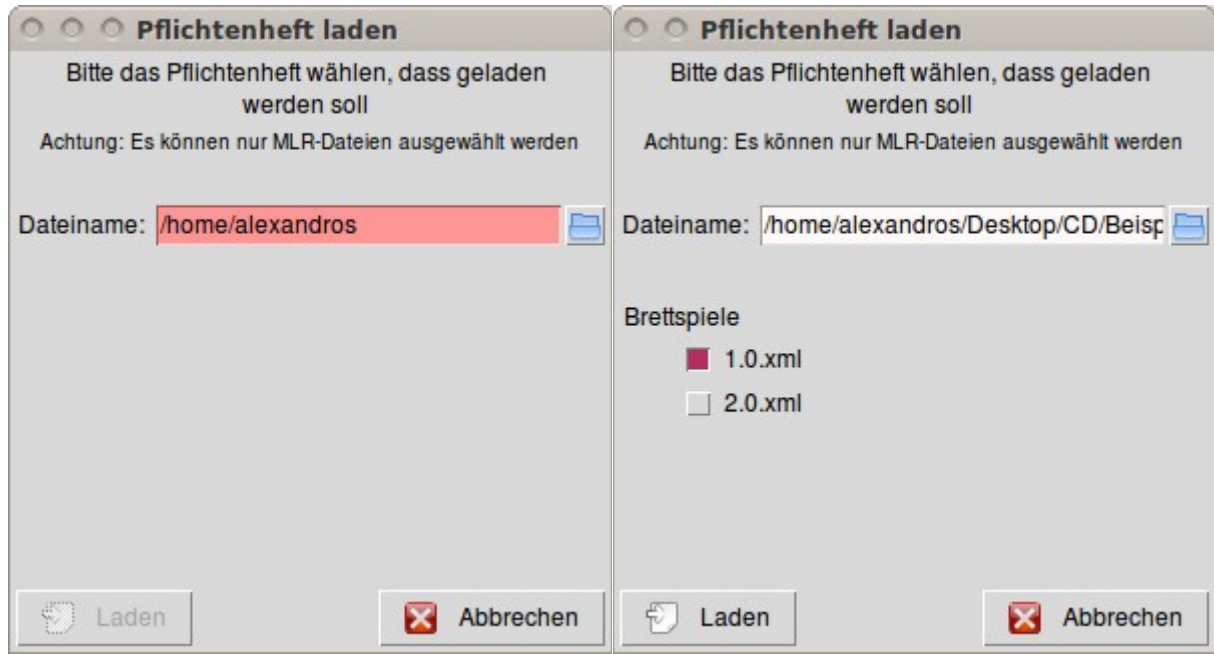 Pflichtenheft laden
Bitte das Pflichtenheft wählen, dass geladen
werden soll
Achtung: Es können nur MLR-Dateien ausgewählt werden
Dateiname: /home/alexandros
Laden
Abbrechen
Pflichtenheft laden
Bitte das Pflichtenheft wählen, dass geladen
werden soll
Achtung: Es können nur MLR-Dateien ausgewählt werden
Dateiname: /home/alexandros/Desktop/CD/Beisp
Brettspiele
1.0.xml
2.0.xml
Laden
Abbrechen